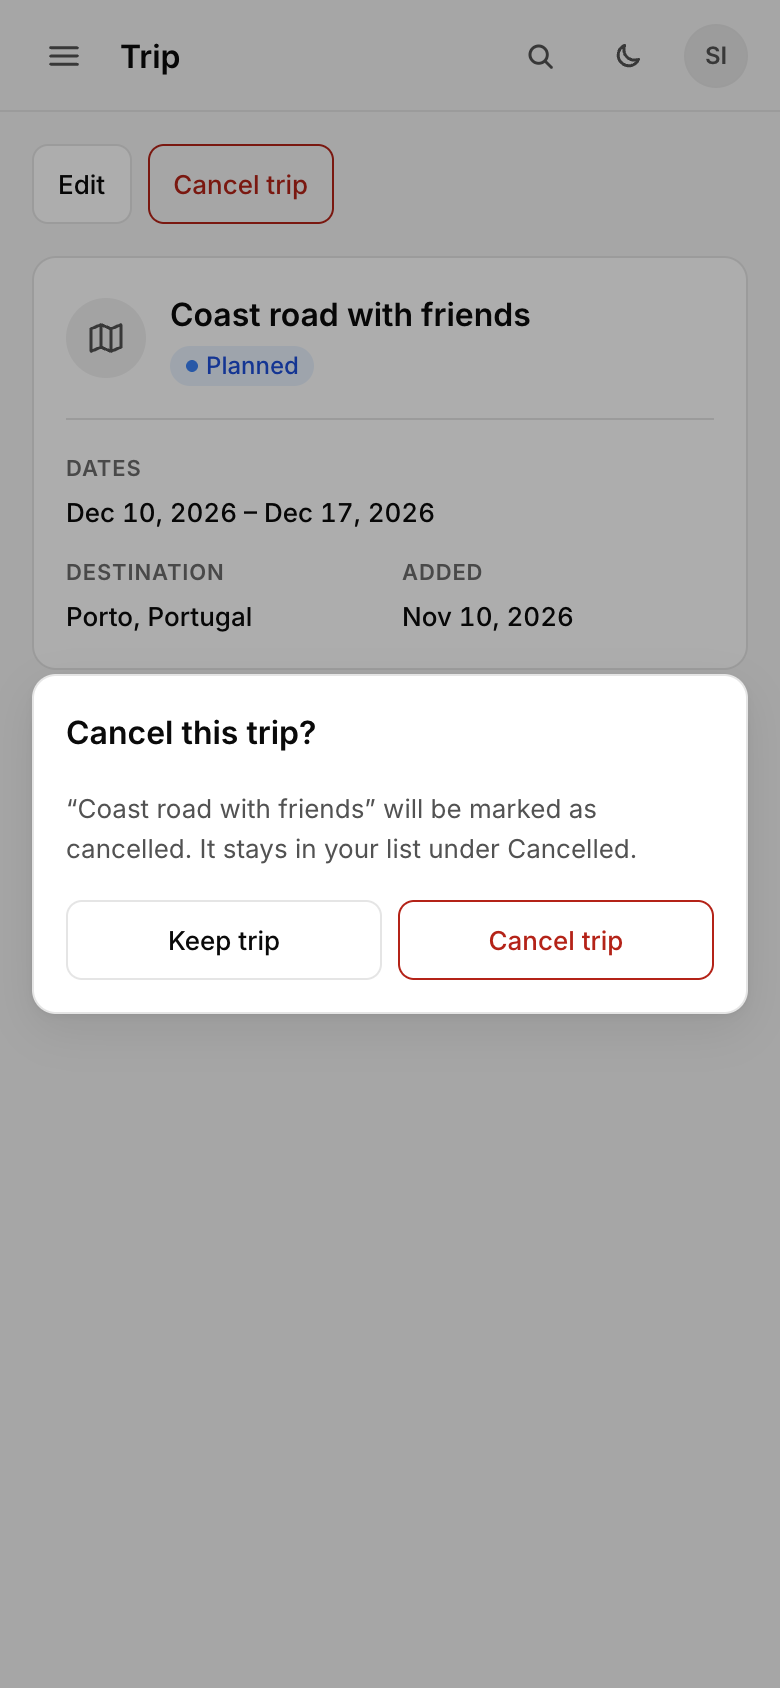 Trip
SI
Edit
Cancel trip
Coast road with friends
Planned
DATES
Dec 10, 2026 – Dec 17, 2026
DESTINATION
ADDED
Porto, Portugal
Nov 10, 2026
Cancel this trip?
“Coast road with friends” will be marked as
cancelled. It stays in your list under Cancelled.
Keep trip
Cancel trip